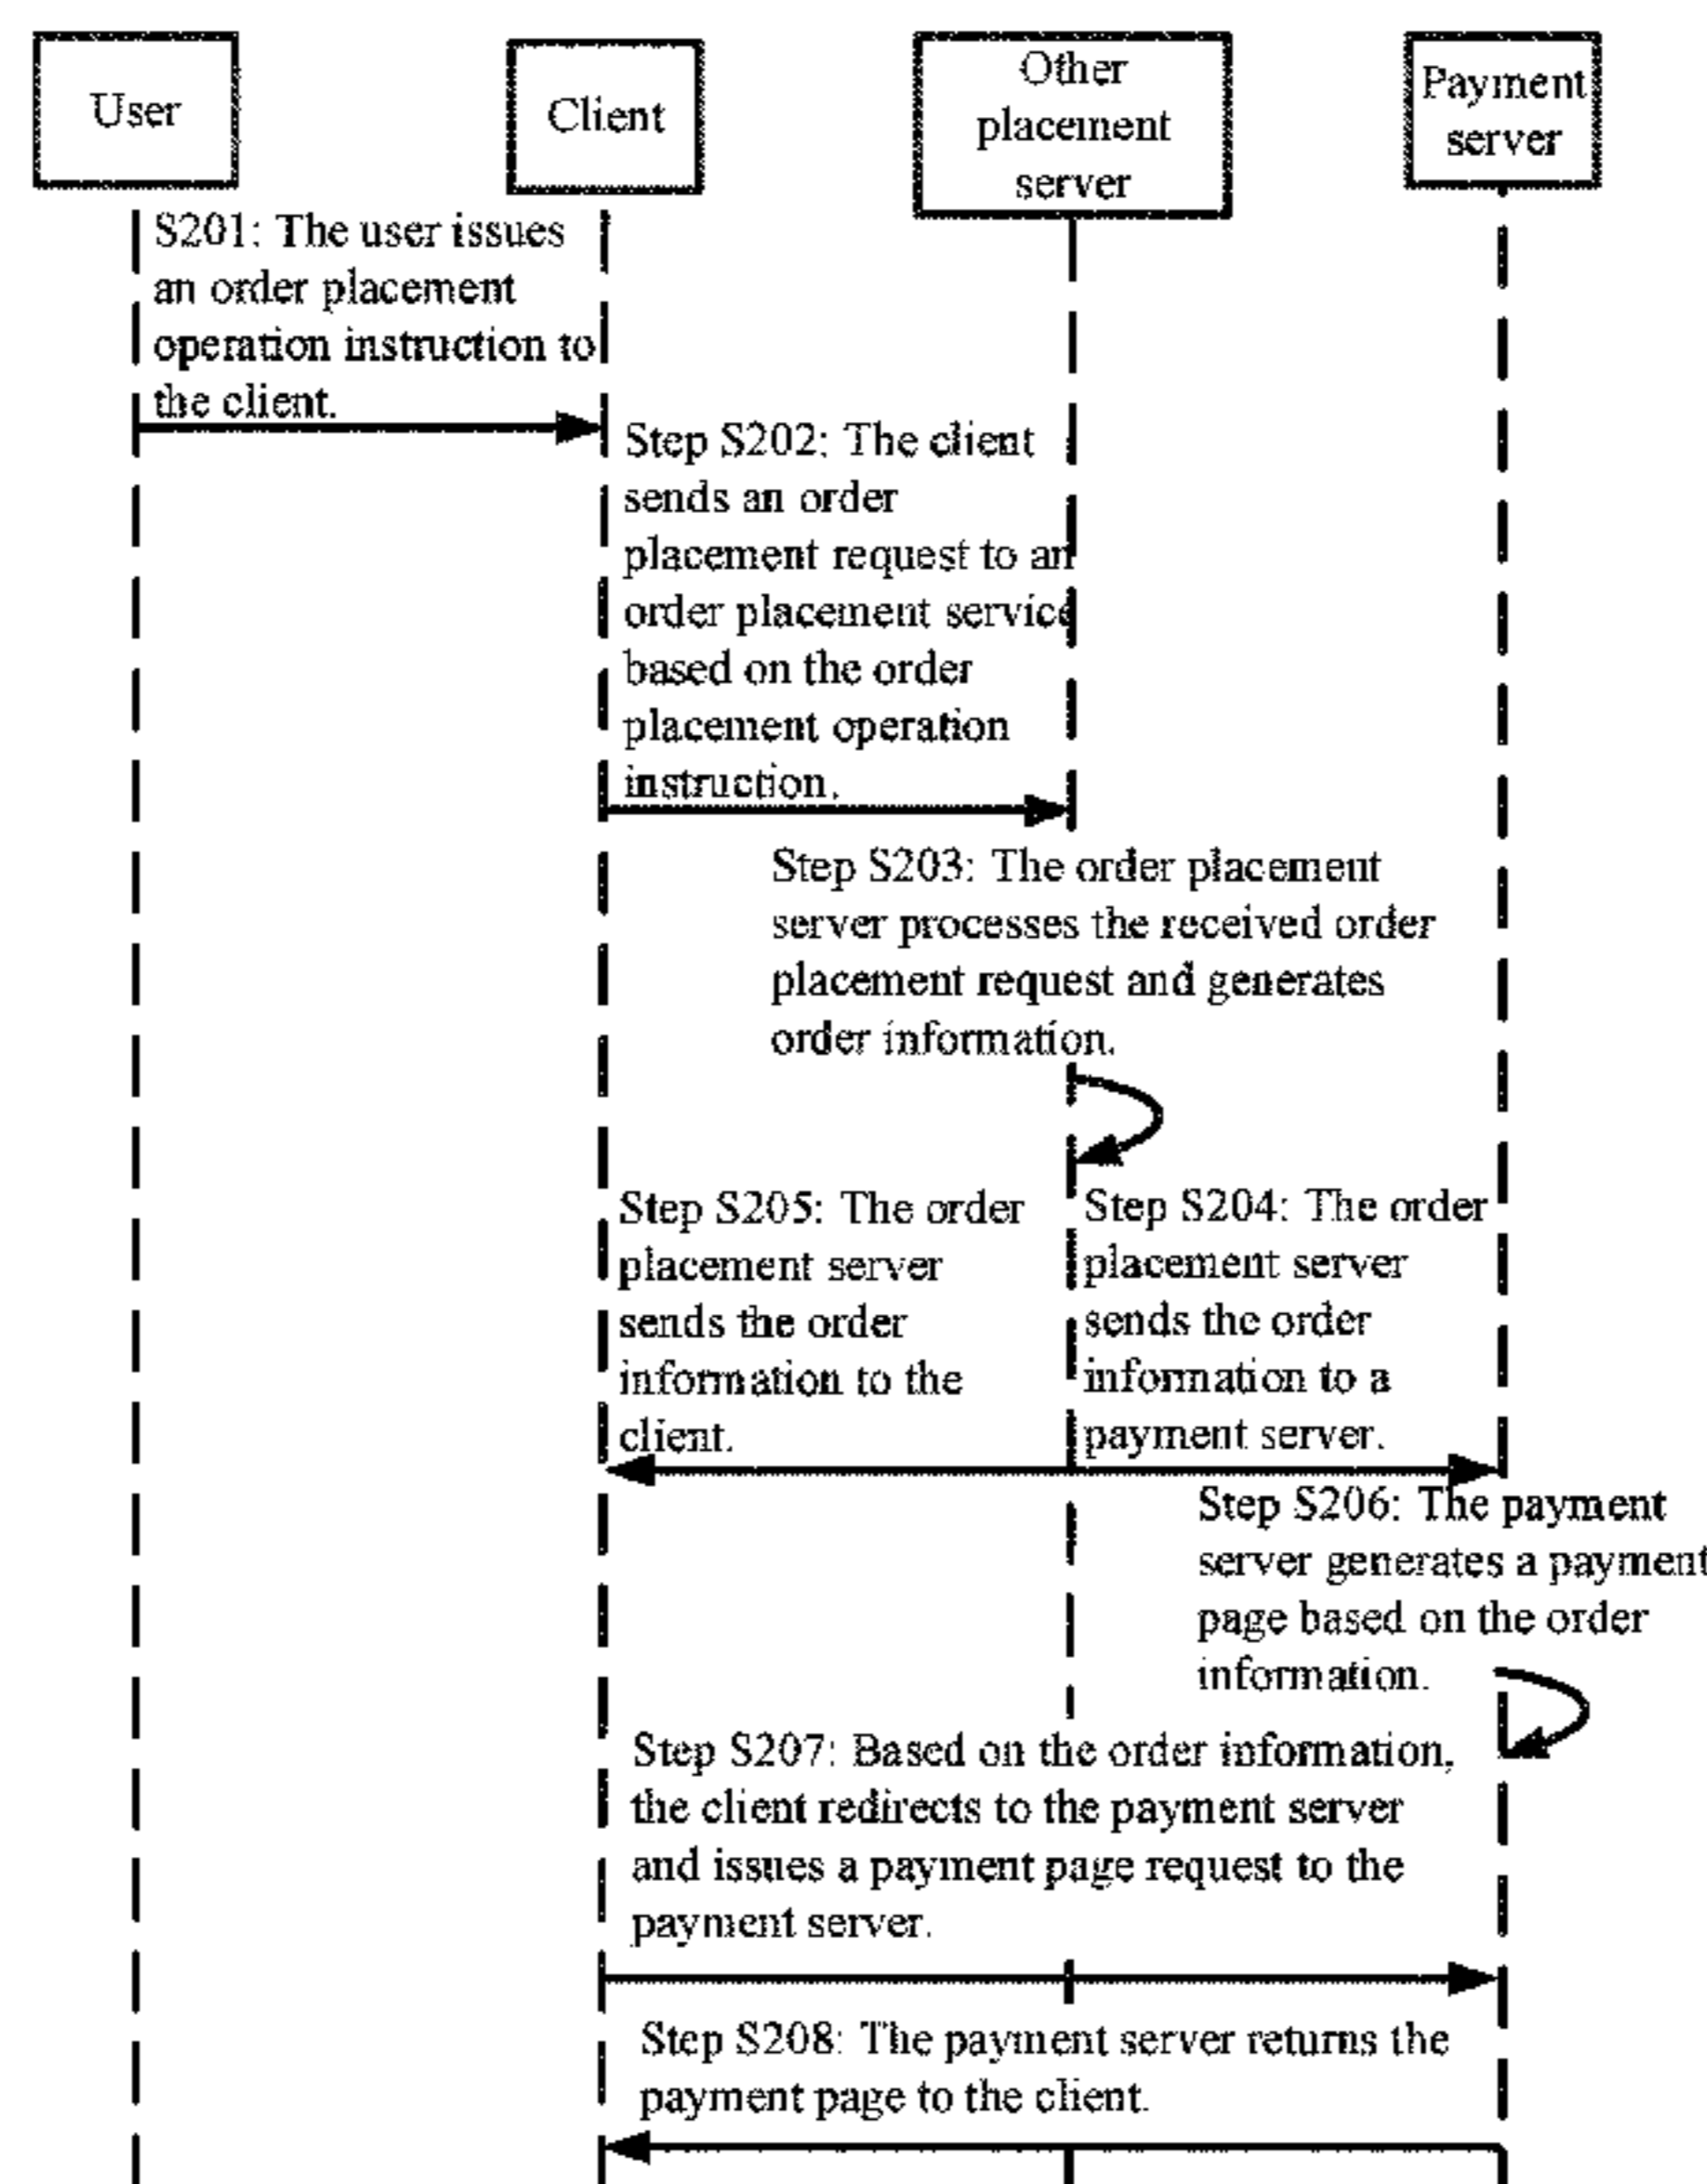 User
Client
Other
placement
server
Payment
server
S201: The user issues
an order placement
operation instruction to
the client.
Step S202: The client
sends an order
placement request to an
order placement service
based on the order
placement operation
instruction.
Step S203: The order placement
server processes the received order
placement request and generates
order information.
Step S205: The order
placement server
sends the order
information to the
client.
Step S204: The order
placement server
sends the order
information to a
payment server.
Step S206: The payment
server generates a payment
page based on the order
information.
Step S207: Based on the order information,
the client redirects to the payment server
and issues a payment page request to the
payment server.
Step S208: The payment server returns the
payment page to the client.